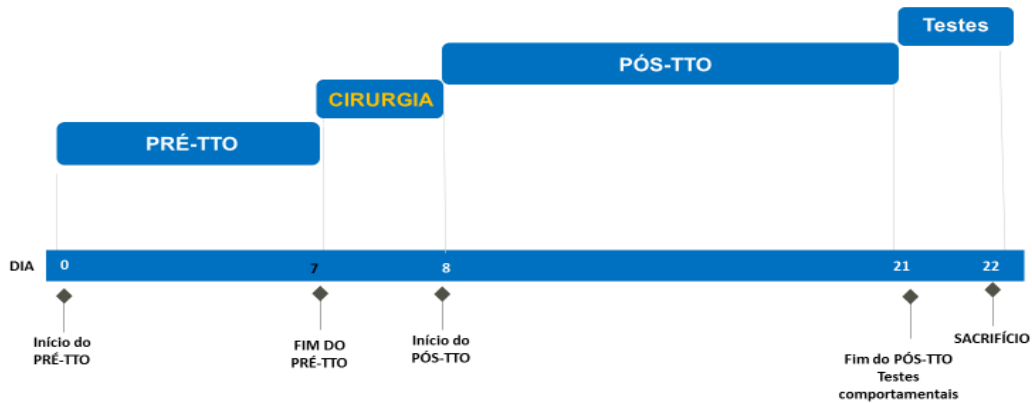 Testes
PÓS-TTO
CIRURGIA
PRÉ-TTO
DIA 0 7 8 21 22
Início do
PRÉ-TTO
FIM DO
PRÉ-TTO
Início do
PÓS-TTO
Fim do PÓS-TTO
Testes
comportamentais
SACRIFÍCIO